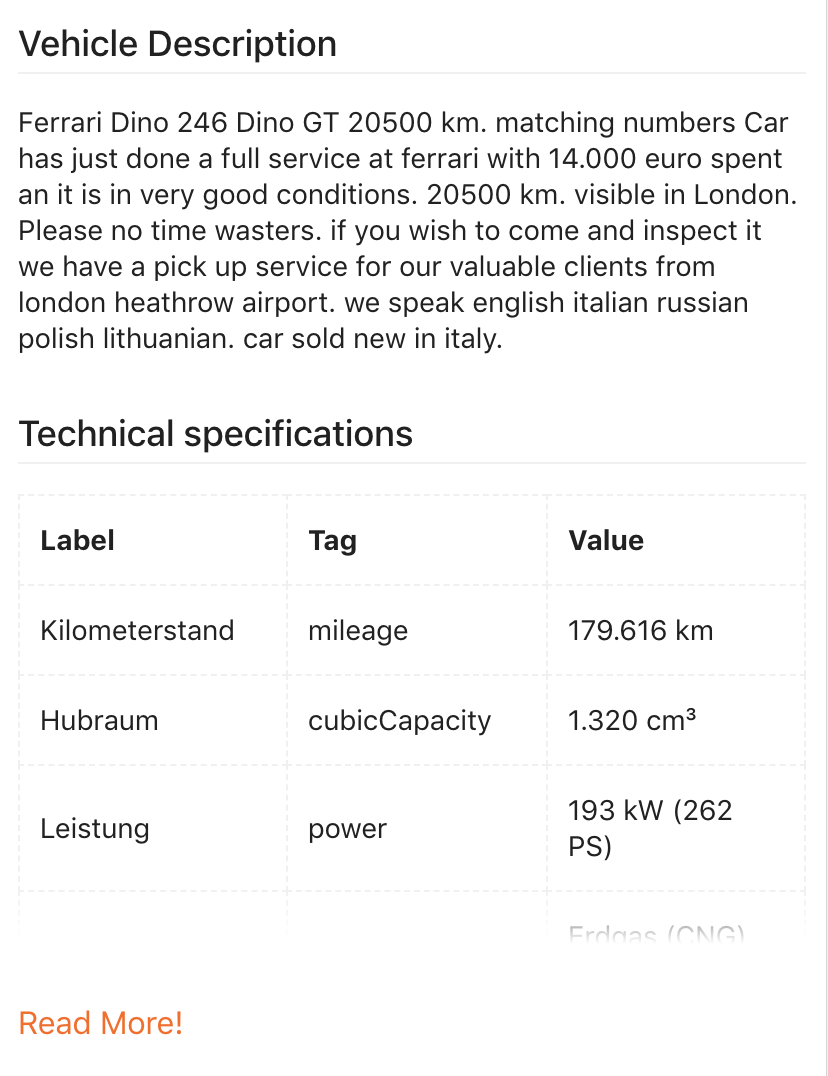 Vehicle Description
Ferrari Dino 246 Dino GT 20500 km. matching numbers Car
has just done a full service at ferrari with 14.000 euro spent
an it is in very good conditions. 20500 km. visible in London.
Please no time wasters. if you wish to come and inspect it
we have a pick up service for our valuable clients from
london heathrow airport. we speak english italian russian
polish lithuanian. car sold new in italy.
Technical specifications
Label Tag Value
Kilometerstand mileage 179.616 km
Hubraum cubicCapacity 1.320 cm³
Leistung power 193 kW (262
PS)
Erdgas (CNG)
Read More!